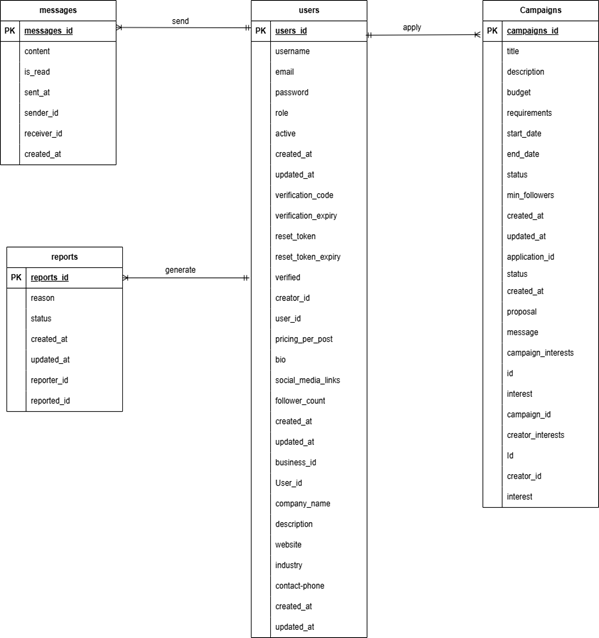 messages
PK messages_id
content
is_read
sent_at
sender_id
receiver_id
created_at
send
users
PK users_id
username
email
password
role
active
created_at
updated_at
verification_code
verification_expiry
reset_token
reset_token_expiry
verified
creator_id
user_id
pricing_per_post
bio
social_media_links
follower_count
created_at
updated_at
business_id
User_id
company_name
description
website
industry
contact-phone
created_at
updated_at
apply
Campaigns
PK campaigns_id
title
description
budget
requirements
start_date
end_date
status
min_followers
created_at
updated_at
application_id
status
created_at
proposal
message
campaign_interests
id
interest
campaign_id
creator_interests
Id
creator_id
interest
reports
PK reports_id
reason
status
created_at
updated_at
reporter_id
reported_id
generate